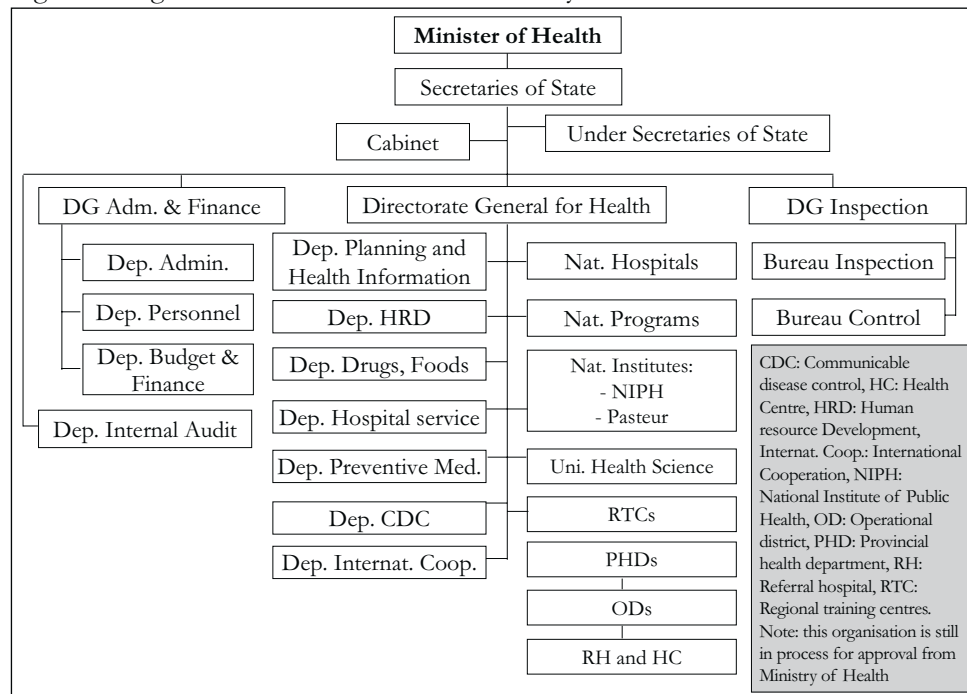 Minister of Health
Secretaries of State
Cabinet
Under Secretaries of State
DG Adm. & Finance
Dep. Admin.
Dep. Personnel
Dep. Budget &
Finance
Dep. Internal Audit
Directorate General for Health
Dep. Planning and
Health Information
Dep. HRD
Dep. Drugs, Foods
Dep. Hospital service
Dep. Preventive Med.
Dep. CDC
Dep. Internat. Coop.
Nat. Hospitals
Nat. Programs
Nat. Institutes:
- NIPH
- Pasteur
Uni. Health Science
RTCs
PHDs
ODs
RH and HC
DG Inspection
Bureau Inspection
Bureau Control
CDC: Communicable
disease control, HC: Health
Centre, HRD: Human
resource Development,
Internat. Coop.: International
Cooperation, NIPH:
National Institute of Public
Health, OD: Operational
district, PHD: Provincial
health department, RH:
Referral hospital, RTC:
Regional training centres.
Note: this organisation is still
in process for approval from
Ministry of Health